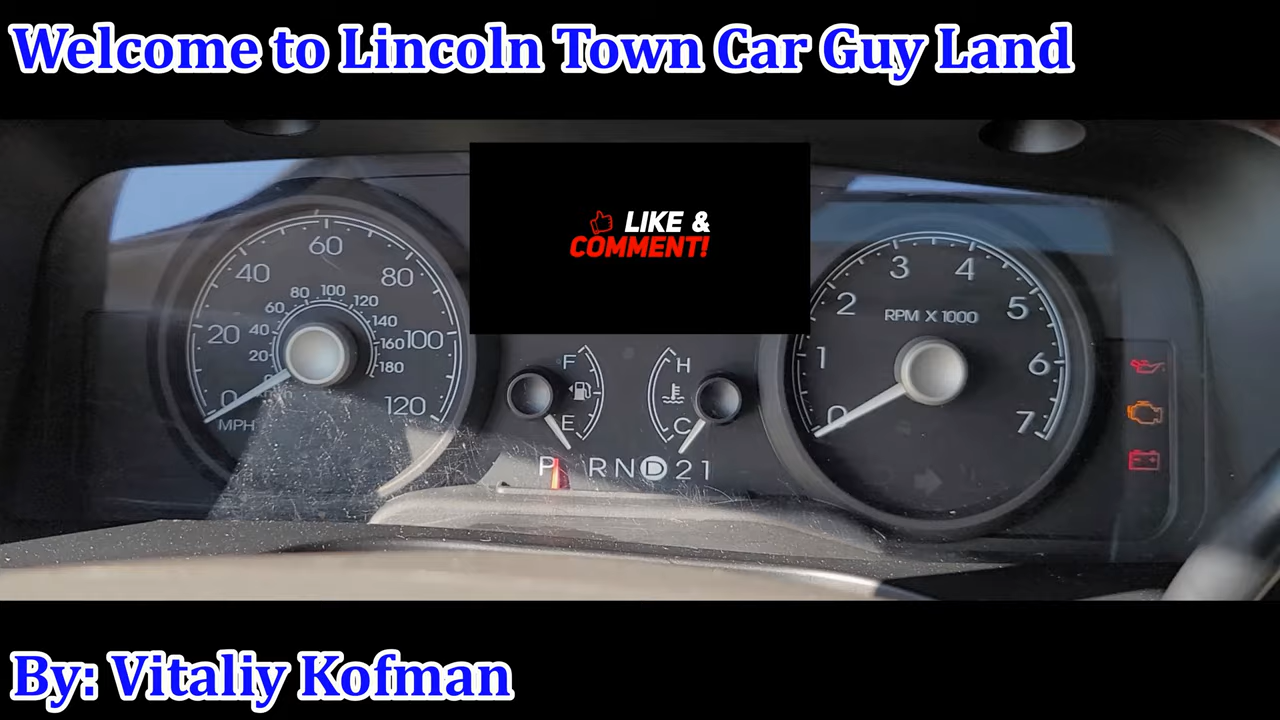 Welcome to Lincoln Town Car Guy Land
LIKE &
COMMENT!
0 20 40 60 80 100 120
MPH
20 40 60 80 100 120 140 160 180
F
E
H
C
P R N D 2 1
0 1 2 3 4 5 6 7
RPM X 1000
By: Vitaliy Kofman